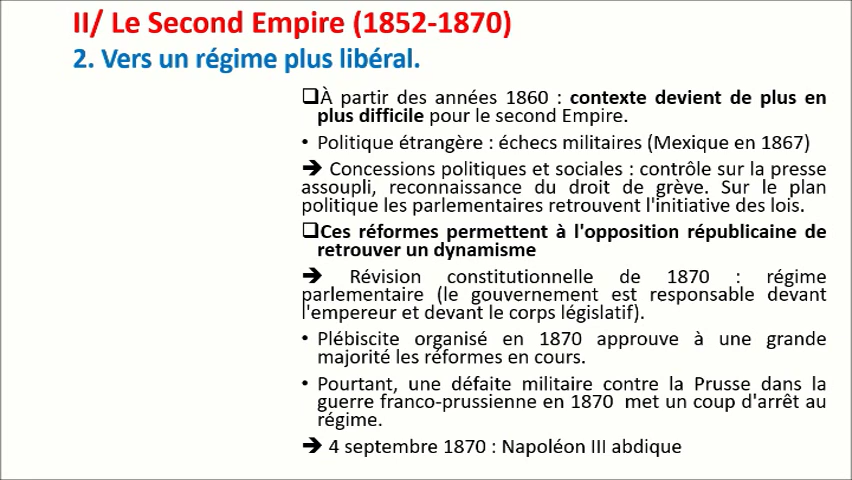 II/ Le Second Empire (1852-1870)
2. Vers un régime plus libéral.
❑À partir des années 1860 : contexte devient de plus en
plus difficile pour le second Empire.
• Politique étrangère : échecs militaires (Mexique en 1867)
➔ Concessions politiques et sociales : contrôle sur la presse
assoupli, reconnaissance du droit de grève. Sur le plan
politique les parlementaires retrouvent l'initiative des lois.
❑Ces réformes permettent à l'opposition républicaine de
retrouver un dynamisme
➔ Révision constitutionnelle de 1870 : régime
parlementaire (le gouvernement est responsable devant
l'empereur et devant le corps législatif).
• Plébiscite organisé en 1870 approuve à une grande
majorité les réformes en cours.
• Pourtant, une défaite militaire contre la Prusse dans la
guerre franco-prussienne en 1870 met un coup d'arrêt au
régime.
➔ 4 septembre 1870 : Napoléon III abdique